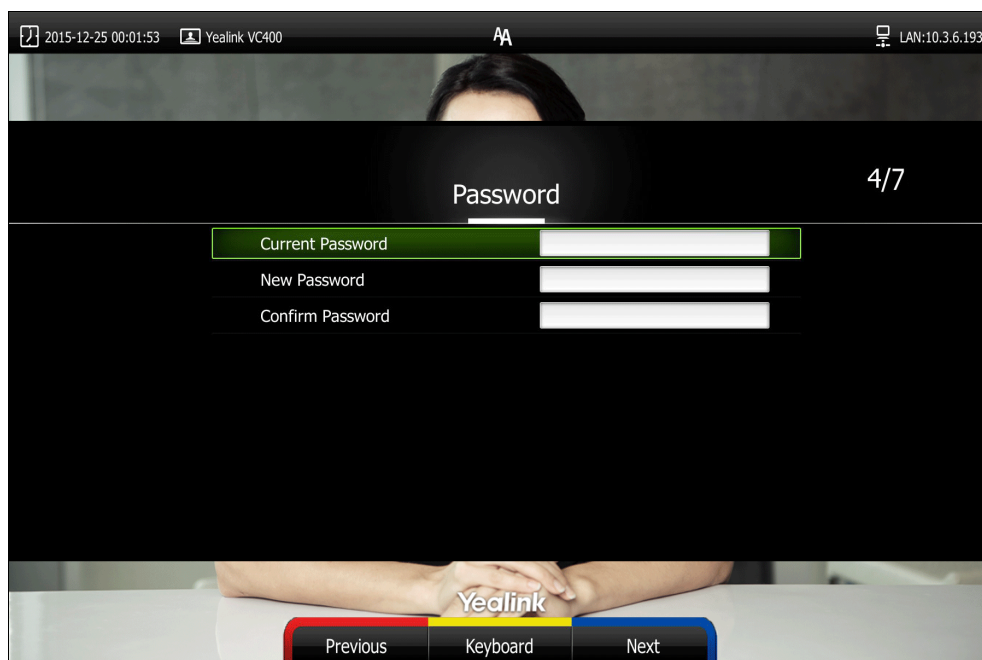 2015-12-25 00:01:53 Yealink VC400 AA LAN:10.3.6.193
4/7
Password
Current Password
New Password
Confirm Password
Yealink
Previous Keyboard Next